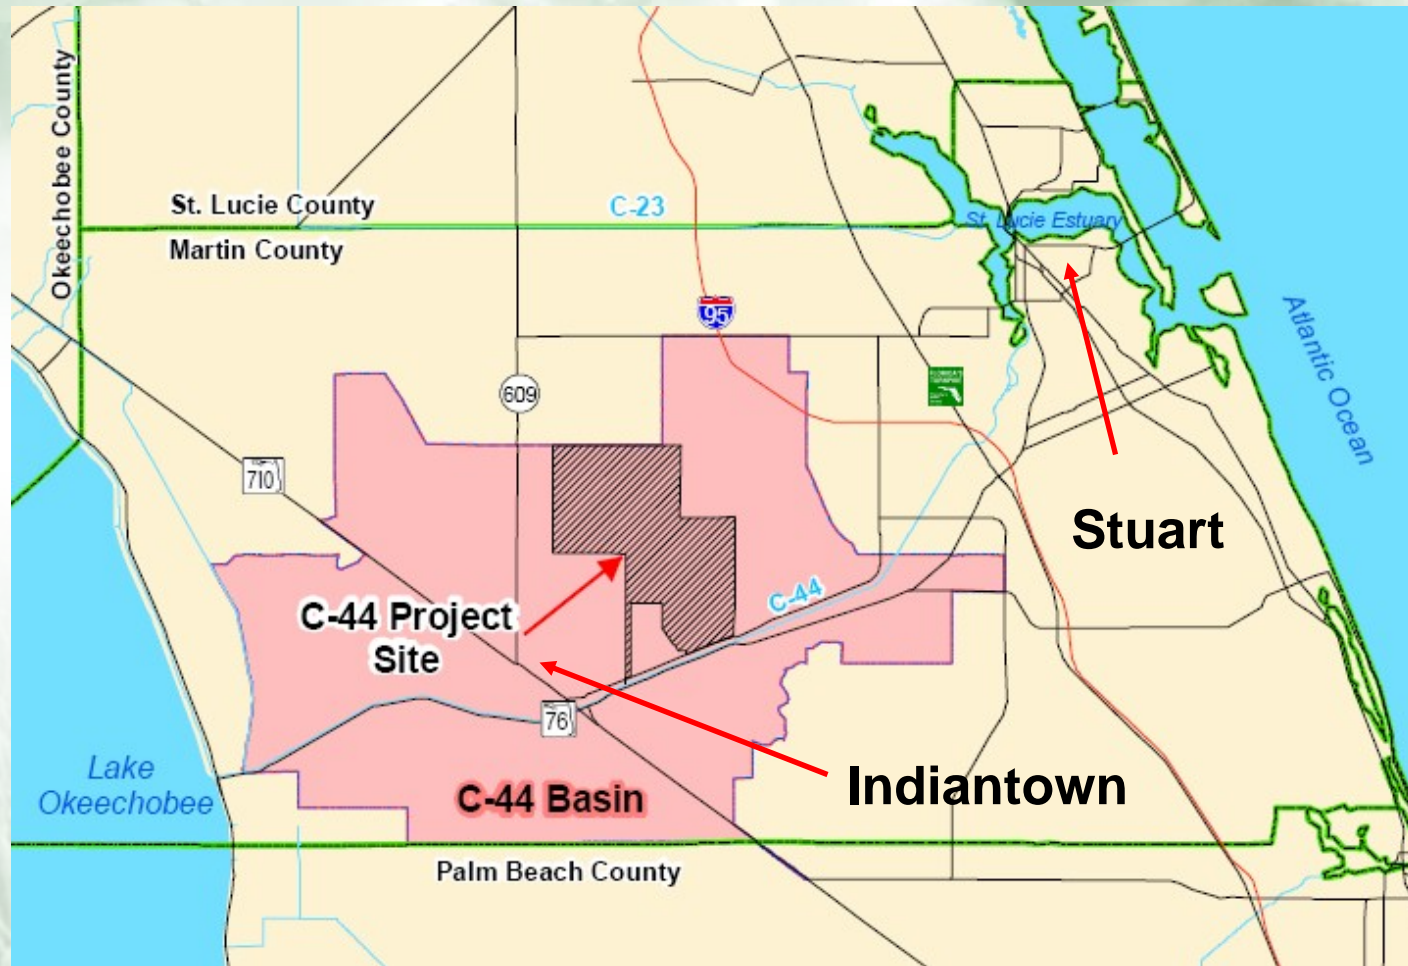 Okeechobee County
St. Lucie County
C-23
St. Lucie Estuary
Martin County
95
Atlantic Ocean
609
710
Stuart
C-44
C-44 Project
Site
76
Lake
Okeechobee
Indiantown
C-44 Basin
Palm Beach County